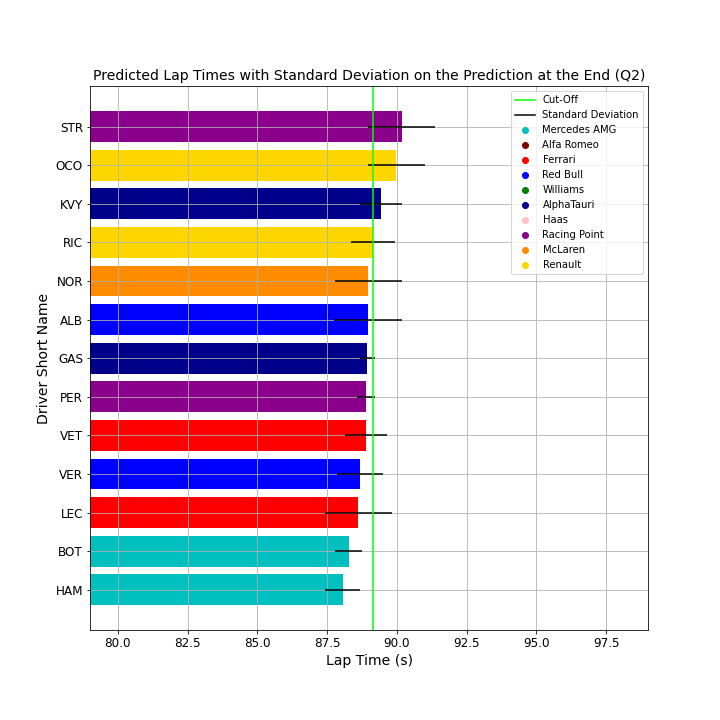 Predicted Lap Times with Standard Deviation on the Prediction at the End (Q2)
Cut-Off
Standard Deviation
Mercedes AMG
Alfa Romeo
Ferrari
Red Bull
Williams
AlphaTauri
Haas
Racing Point
McLaren
Renault
Driver Short Name
STR
OCO
KVY
RIC
NOR
ALB
GAS
PER
VET
VER
LEC
BOT
HAM
80.0 82.5 85.0 87.5 90.0 92.5 95.0 97.5
Lap Time (s)